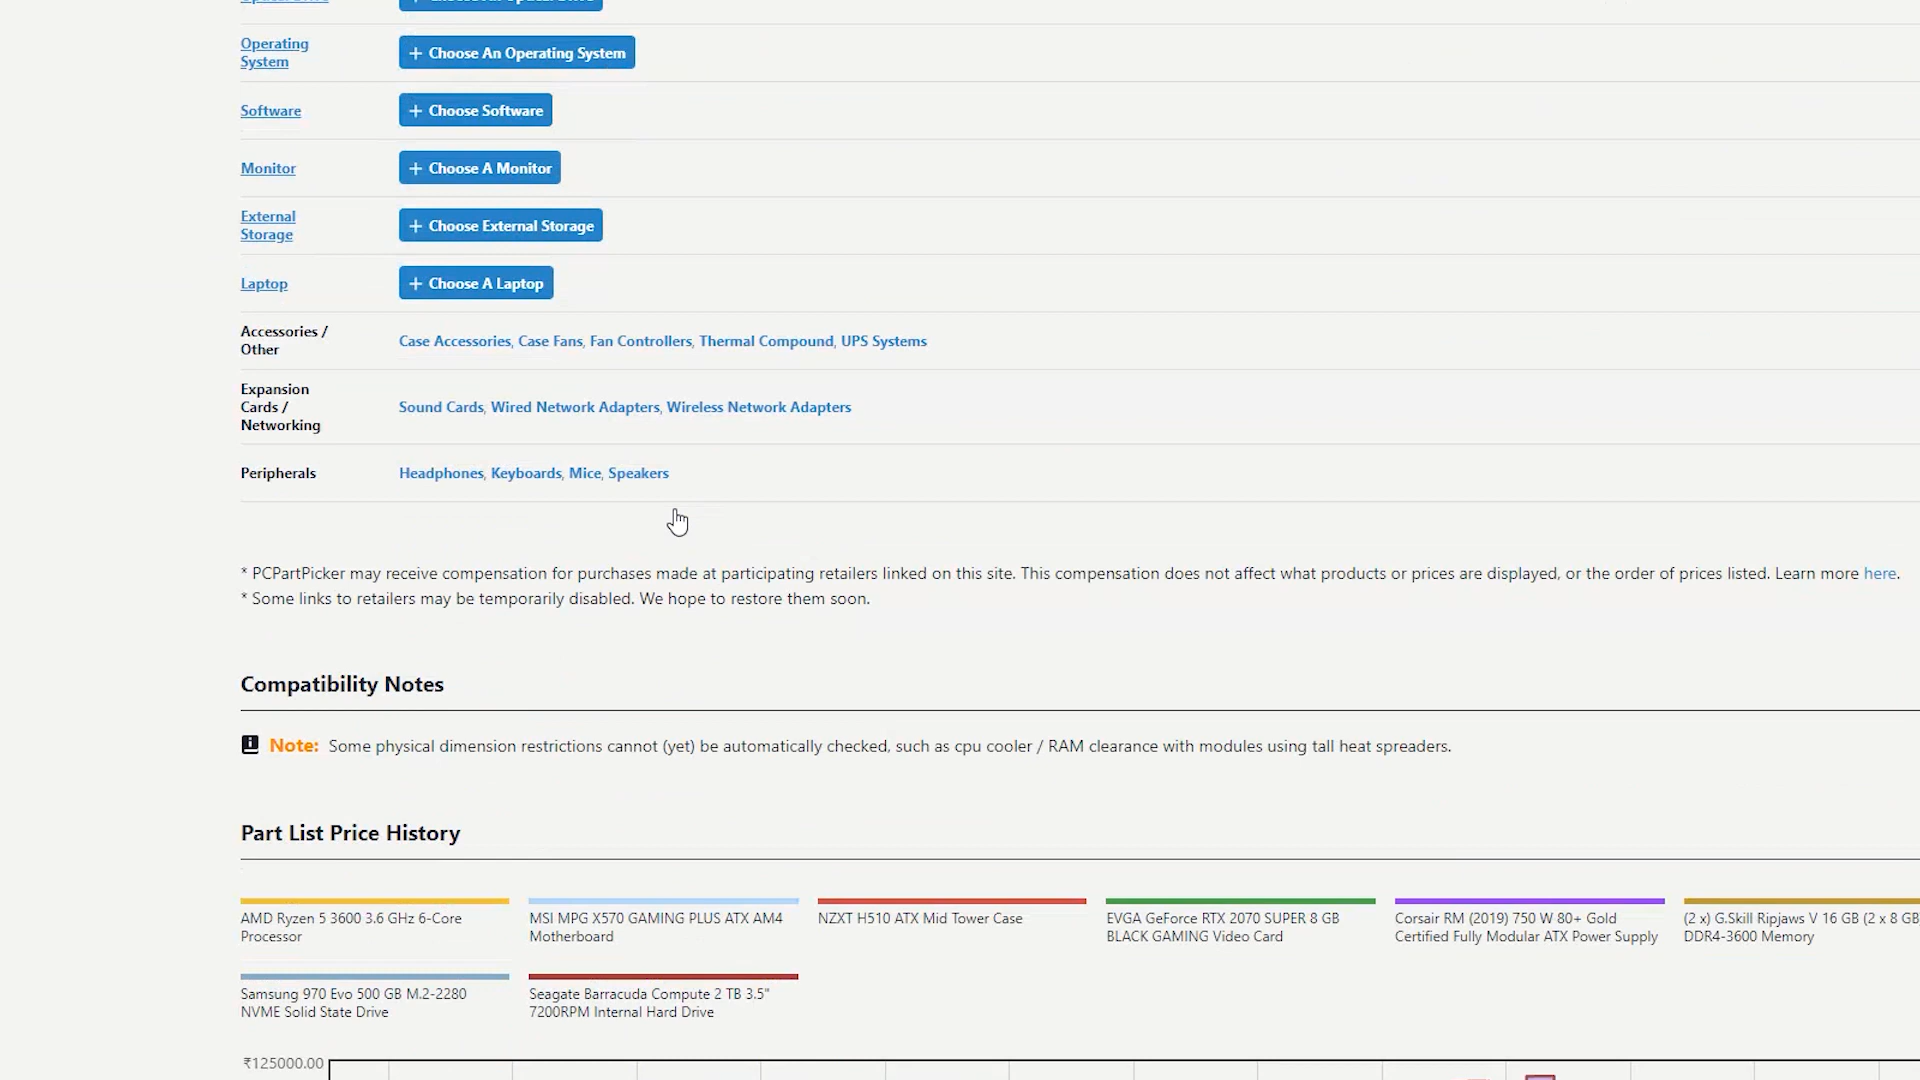 Operating
System
+ Choose An Operating System
Software
+ Choose Software
Monitor
+ Choose A Monitor
External
Storage
+ Choose External Storage
Laptop
+ Choose A Laptop
Accessories /
Other
Case Accessories, Case Fans, Fan Controllers, Thermal Compound, UPS Systems
Expansion
Cards /
Networking
Sound Cards, Wired Network Adapters, Wireless Network Adapters
Peripherals
Headphones, Keyboards, Mice, Speakers
* PCPartPicker may receive compensation for purchases made at participating retailers linked on this site. This compensation does not affect what products or prices are displayed, or the order of prices listed. Learn more here.
* Some links to retailers may be temporarily disabled. We hope to restore them soon.
Compatibility Notes
Note: Some physical dimension restrictions cannot (yet) be automatically checked, such as cpu cooler / RAM clearance with modules using tall heat spreaders.
Part List Price History
AMD Ryzen 5 3600 3.6 GHz 6-Core
Processor
MSI MPG X570 GAMING PLUS ATX AM4
Motherboard
NZXT H510 ATX Mid Tower Case
EVGA GeForce RTX 2070 SUPER 8 GB
BLACK GAMING Video Card
Corsair RM (2019) 750 W 80+ Gold
Certified Fully Modular ATX Power Supply
(2 x) G.Skill Ripjaws V 16 GB (2 x 8 GB
DDR4-3600 Memory
Samsung 970 Evo 500 GB M.2-2280
NVME Solid State Drive
Seagate Barracuda Compute 2 TB 3.5"
7200RPM Internal Hard Drive
₹125000.00